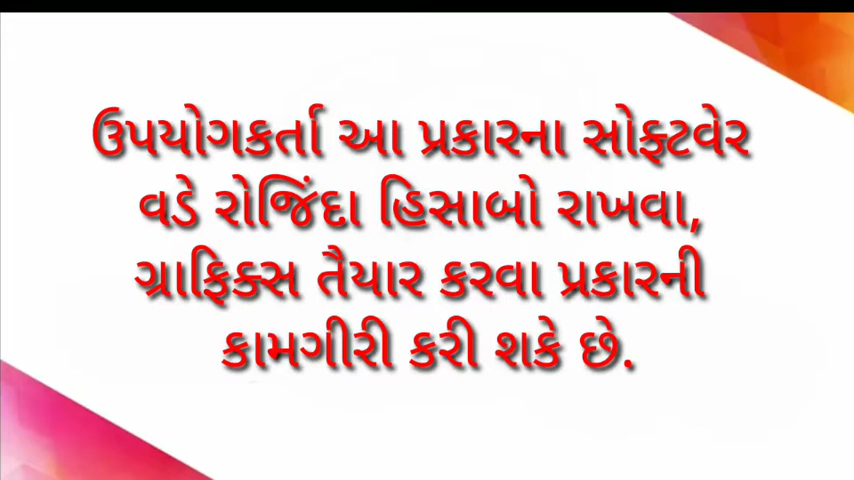 ઉપયોગકર્તા આ પ્રકારના સોફ્ટવેર
વડે રોજિંદા હિસાબો રાખવા,
ગ્રાફિક્સ તૈયાર કરવા પ્રકારની
કામગીરી કરી શકે છે.